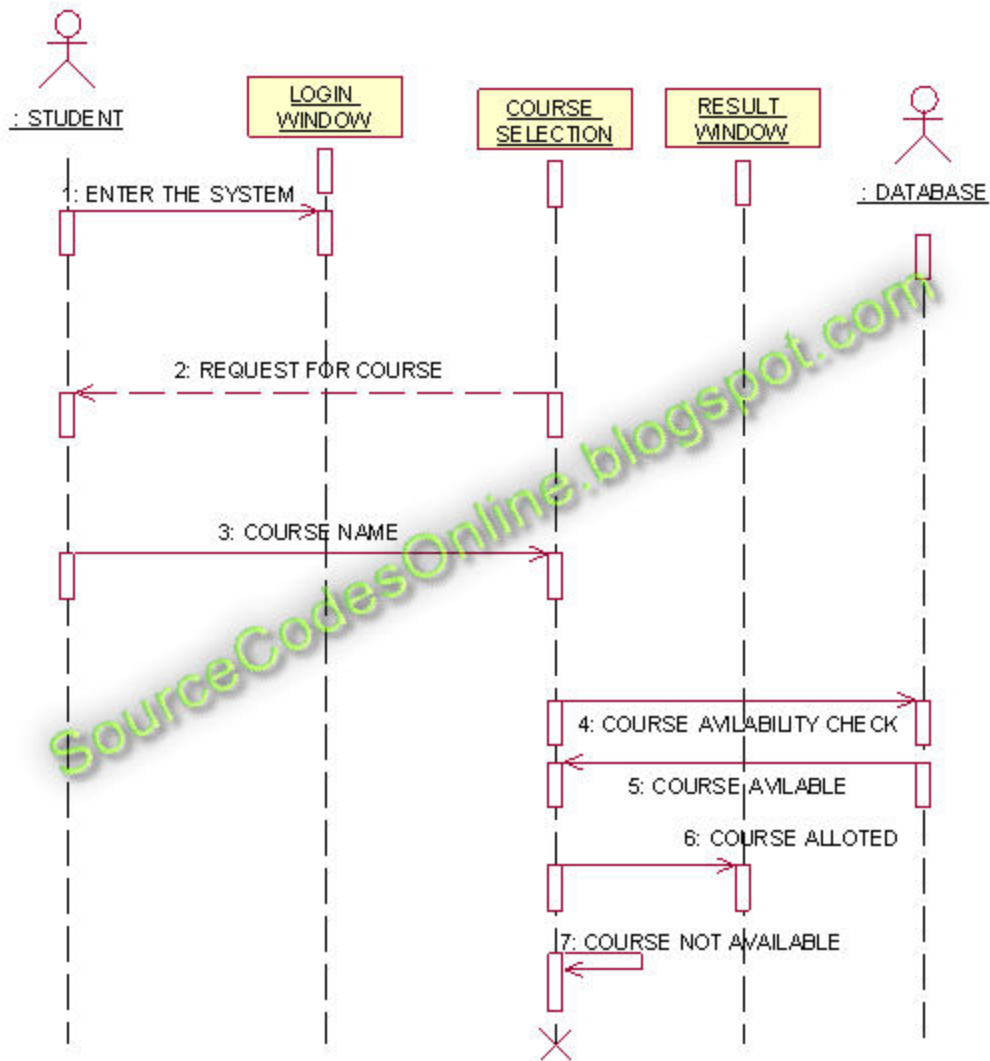 : STUDENT
LOGIN
WINDOW
COURSE
SELECTION
RESULT
WINDOW
: DATABASE
1: ENTER THE SYSTEM
2: REQUEST FOR COURSE
3: COURSE NAME
4: COURSE AVILABILITY CHECK
5: COURSE AVILABLE
6: COURSE ALLOTED
7: COURSE NOT AVAILABLE
SourceCodesOnline.blogspot.com